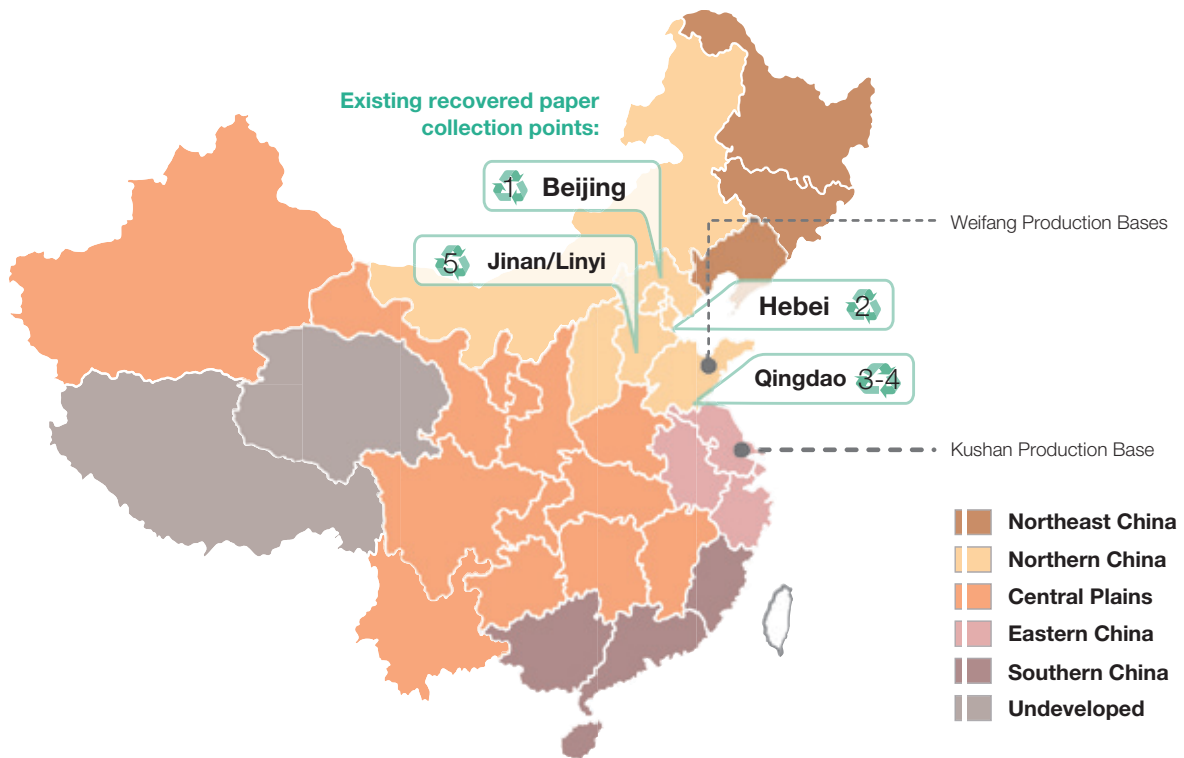 Existing recovered paper
collection points:
1 Beijing
5 Jinan/Linyi
Hebei 2
Qingdao 3-4
Weifang Production Bases
Kushan Production Base
Northeast China
Northern China
Central Plains
Eastern China
Southern China
Undeveloped